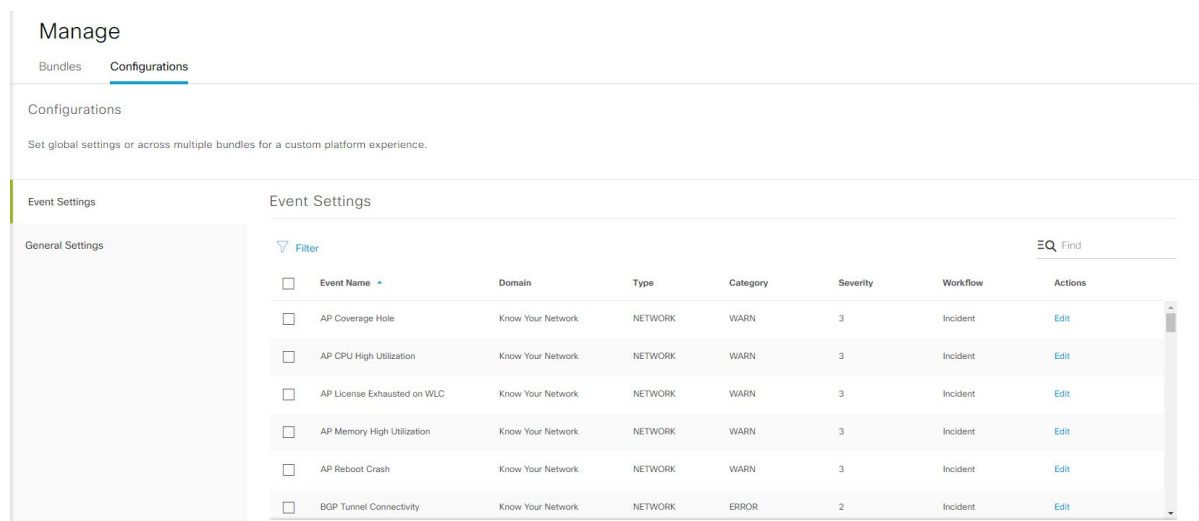 Manage
Bundles Configurations
Configurations
Set global settings or across multiple bundles for a custom platform experience.
Event Settings
General Settings
Event Settings
Filter
Find
Event Name Domain Type Category Severity Workflow Actions
AP Coverage Hole Know Your Network NETWORK WARN 3 Incident Edit
AP CPU High Utilization Know Your Network NETWORK WARN 3 Incident Edit
AP License Exhausted on WLC Know Your Network NETWORK WARN 3 Incident Edit
AP Memory High Utilization Know Your Network NETWORK WARN 3 Incident Edit
AP Reboot Crash Know Your Network NETWORK WARN 3 Incident Edit
BGP Tunnel Connectivity Know Your Network NETWORK ERROR 2 Incident Edit